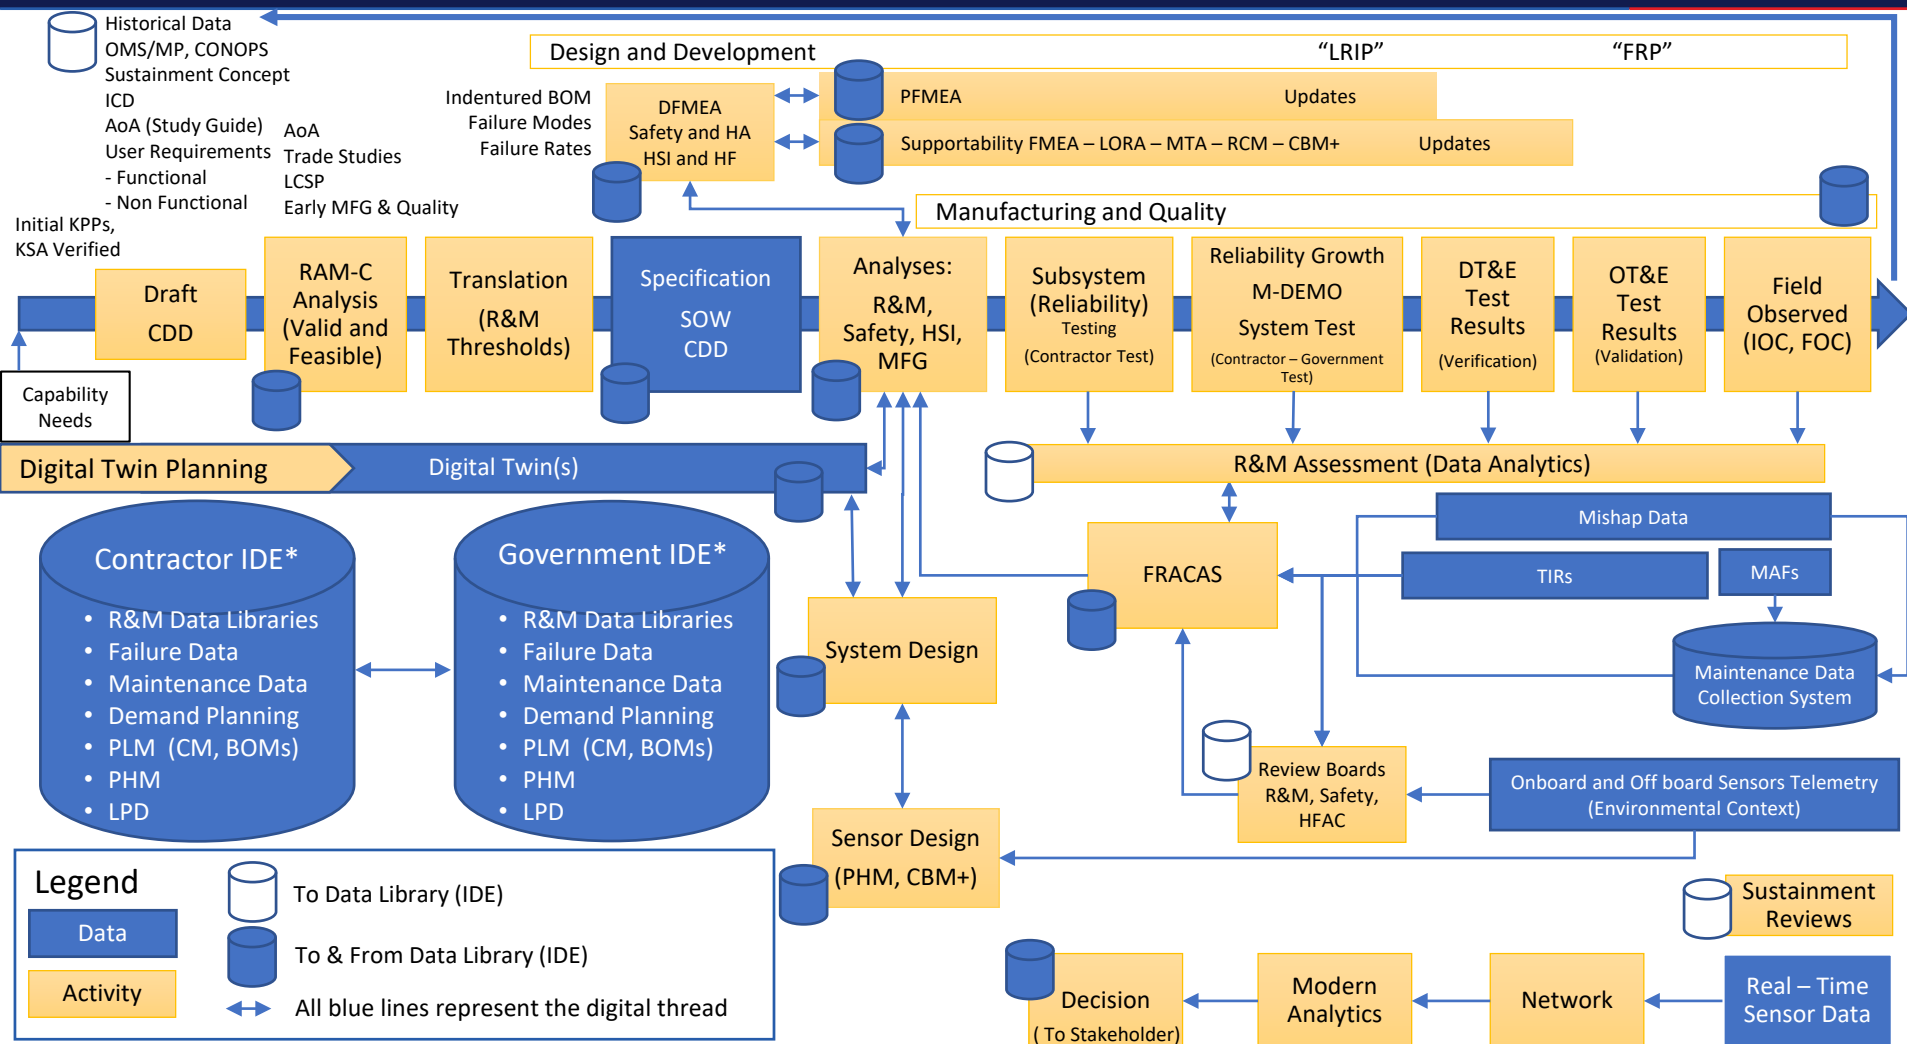 Historical Data
OMS/MP, CONOPS
Sustainment Concept
ICD
AoA (Study Guide)
User Requirements
- Functional
- Non Functional
AoA
Trade Studies
LCSP
Early MFG & Quality
Initial KPPs,
KSA Verified
Design and Development
“LRIP”
“FRP”
Indentured BOM
Failure Modes
Failure Rates
DFMEA
Safety and HA
HSI and HF
PFMEA
Updates
Supportability FMEA – LORA – MTA – RCM – CBM+
Updates
Manufacturing and Quality
Draft
CDD
RAM-C
Analysis
(Valid and
Feasible)
Translation
(R&M
Thresholds)
Specification
SOW
CDD
Analyses:
R&M,
Safety, HSI,
MFG
Subsystem
(Reliability)
Testing
(Contractor Test)
Reliability Growth
M-DEMO
System Test
(Contractor – Government
Test)
DT&E
Test
Results
(Verification)
OT&E
Test
Results
(Validation)
Field
Observed
(IOC, FOC)
Capability
Needs
Digital Twin Planning
Digital Twin(s)
R&M Assessment (Data Analytics)
Contractor IDE*
• R&M Data Libraries
• Failure Data
• Maintenance Data
• Demand Planning
• PLM (CM, BOMs)
• PHM
• LPD
Government IDE*
• R&M Data Libraries
• Failure Data
• Maintenance Data
• Demand Planning
• PLM (CM, BOMs)
• PHM
• LPD
System Design
Sensor Design
(PHM, CBM+)
FRACAS
Mishap Data
TIRs
MAFs
Maintenance Data
Collection System
Review Boards
R&M, Safety,
HFAC
Onboard and Off board Sensors Telemetry
(Environmental Context)
Legend
Data
Activity
To Data Library (IDE)
To & From Data Library (IDE)
All blue lines represent the digital thread
Sustainment
Reviews
Decision
( To Stakeholder)
Modern
Analytics
Network
Real – Time
Sensor Data